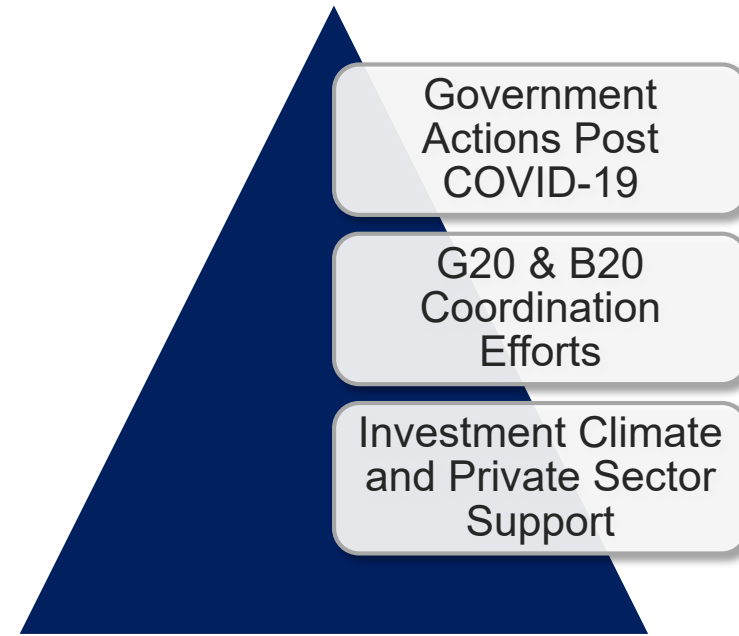 Government
Actions Post
COVID-19
G20 & B20
Coordination
Efforts
Investment Climate
and Private Sector
Support